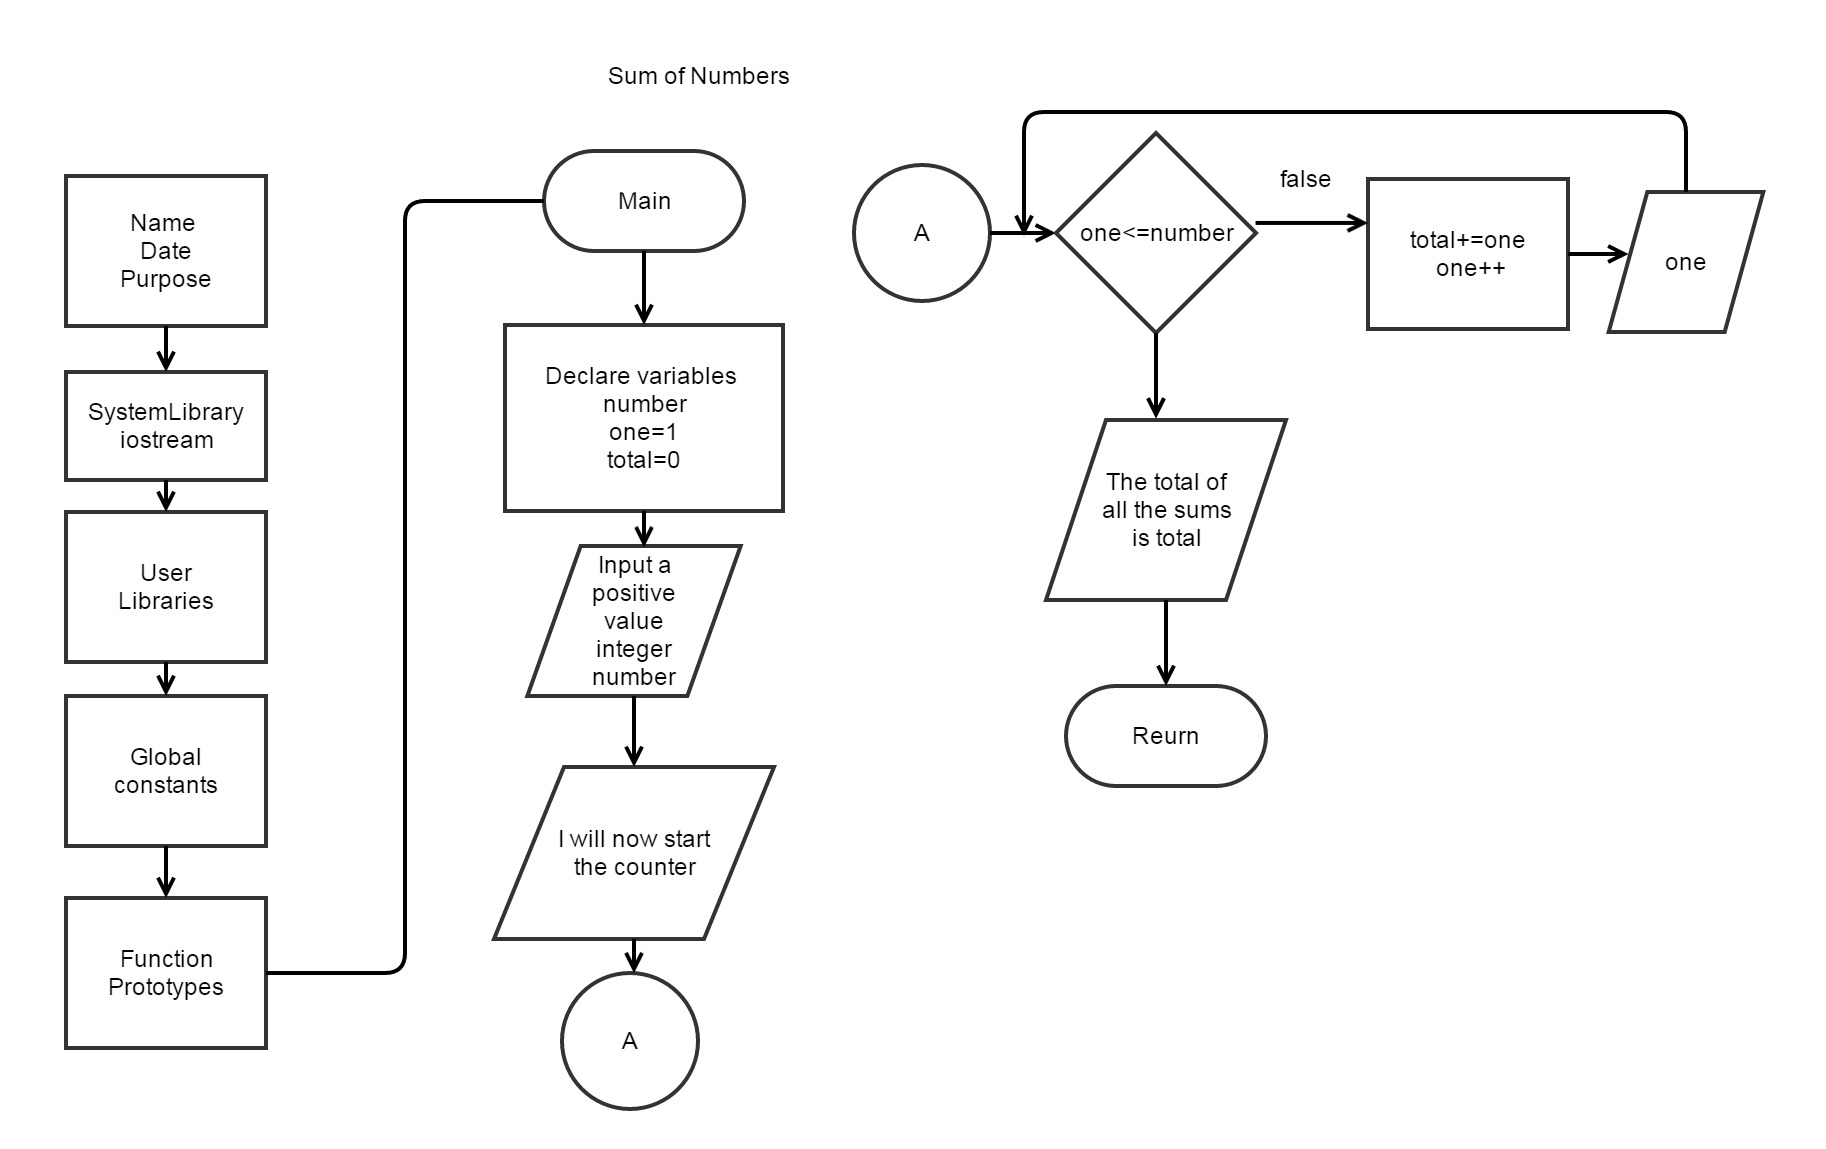 Sum of Numbers
Name
Date
Purpose
SystemLibrary
iostream
User
Libraries
Global
constants
Function
Prototypes
Main
Declare variables
number
one=1
total=0
Input a
positive
value
integer
number
I will now start
the counter
A
A
one<=number
false
total+=one
one++
one
The total of
all the sums
is total
Reurn